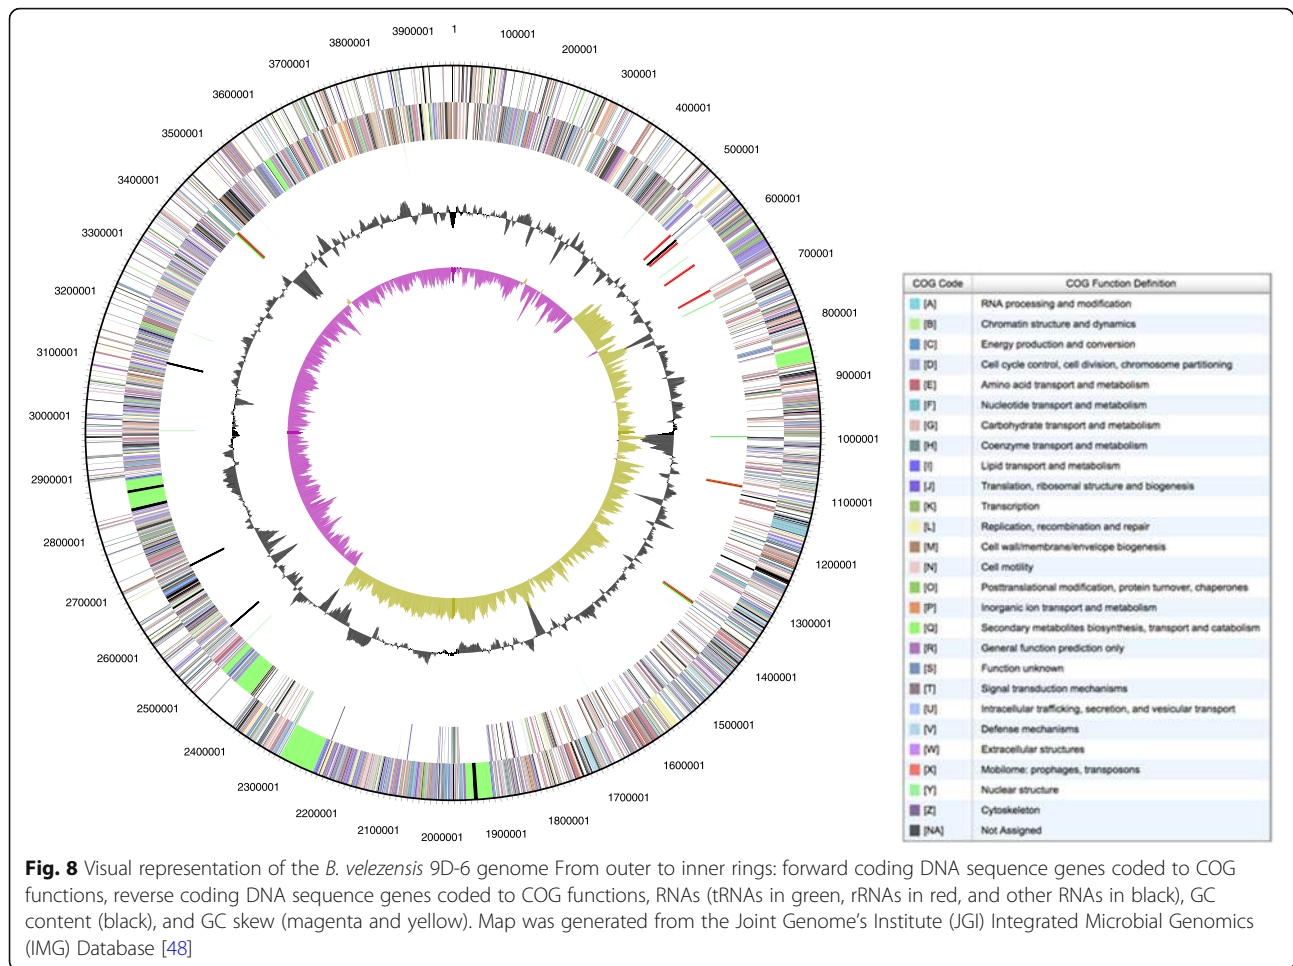 3900001 1 100001
3800001 200001
3700001 300001
3600001 400001
3500001 500001
3400001 600001
3300001 700001
3200001 800001
3100001 900001
3000001 1000001
2900001 1100001
2800001 1200001
2700001 1300001
2600001 1400001
2500001 1500001
2400001 1600001
2300001 1700001
2200001 1800001
2100001 2000001 1900001
COG Code COG Function Definition
[A] RNA processing and modification
[B] Chromatin structure and dynamics
[C] Energy production and conversion
[D] Cell cycle control, cell division, chromosome partitioning
[E] Amino acid transport and metabolism
[F] Nucleotide transport and metabolism
[G] Carbohydrate transport and metabolism
[H] Coenzyme transport and metabolism
[I] Lipid transport and metabolism
[J] Translation, ribosomal structure and biogenesis
[K] Transcription
[L] Replication, recombination and repair
[M] Cell wall/membrane/envelope biogenesis
[N] Cell motility
[O] Posttranslational modification, protein turnover, chaperones
[P] Inorganic ion transport and metabolism
[Q] Secondary metabolites biosynthesis, transport and catabolism
[R] General function prediction only
[S] Function unknown
[T] Signal transduction mechanisms
[U] Intracellular trafficking, secretion, and vesicular transport
[V] Defense mechanisms
[W] Extracellular structures
[X] Mobilome: prophages, transposons
[Y] Nuclear structure
[Z] Cytoskeleton
[NA] Not Assigned
Fig. 8 Visual representation of the B. velezensis 9D-6 genome From outer to inner rings: forward coding DNA sequence genes coded to COG
functions, reverse coding DNA sequence genes coded to COG functions, RNAs (tRNAs in green, rRNAs in red, and other RNAs in black), GC
content (black), and GC skew (magenta and yellow). Map was generated from the Joint Genome's Institute (JGI) Integrated Microbial Genomics
(IMG) Database [48]